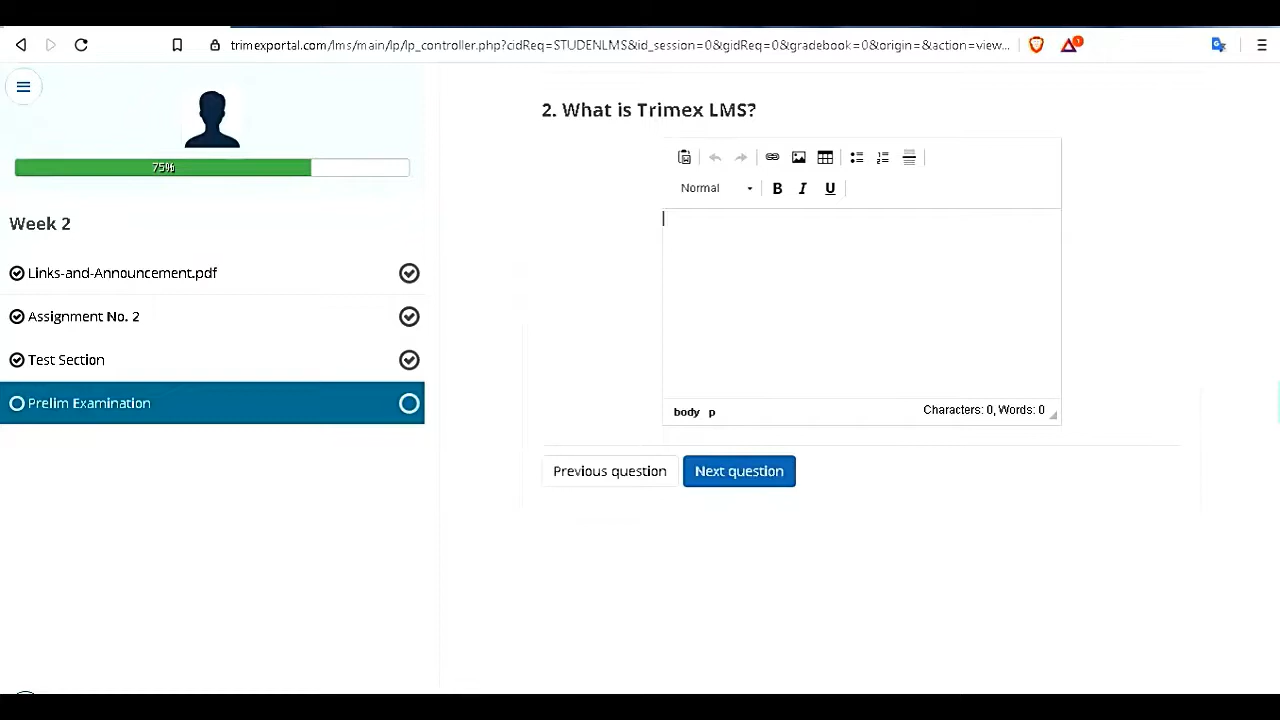 trimexportal.com/lms/main/lp/lp_controller.php?cidReq=STUDENLMS&id_session=0&gidReq=0&gradebook=0&origin=&action=view...
1
75%
Week 2
Links-and-Announcement.pdf
Assignment No. 2
Test Section
Prelim Examination
2. What is Trimex LMS?
Normal
B I U
body p
Characters: 0, Words: 0
Previous question
Next question